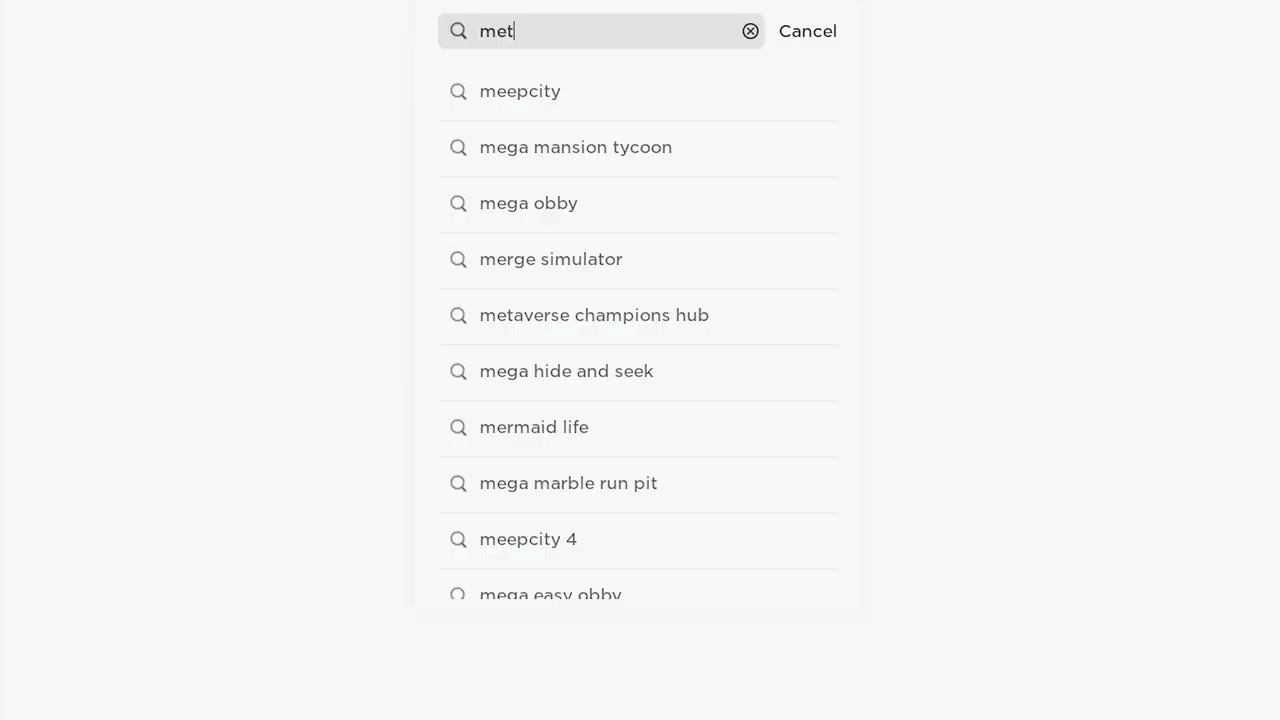 met
Cancel
meepcity
mega mansion tycoon
mega obby
merge simulator
metaverse champions hub
mega hide and seek
mermaid life
mega marble run pit
meepcity 4
mega easy obby